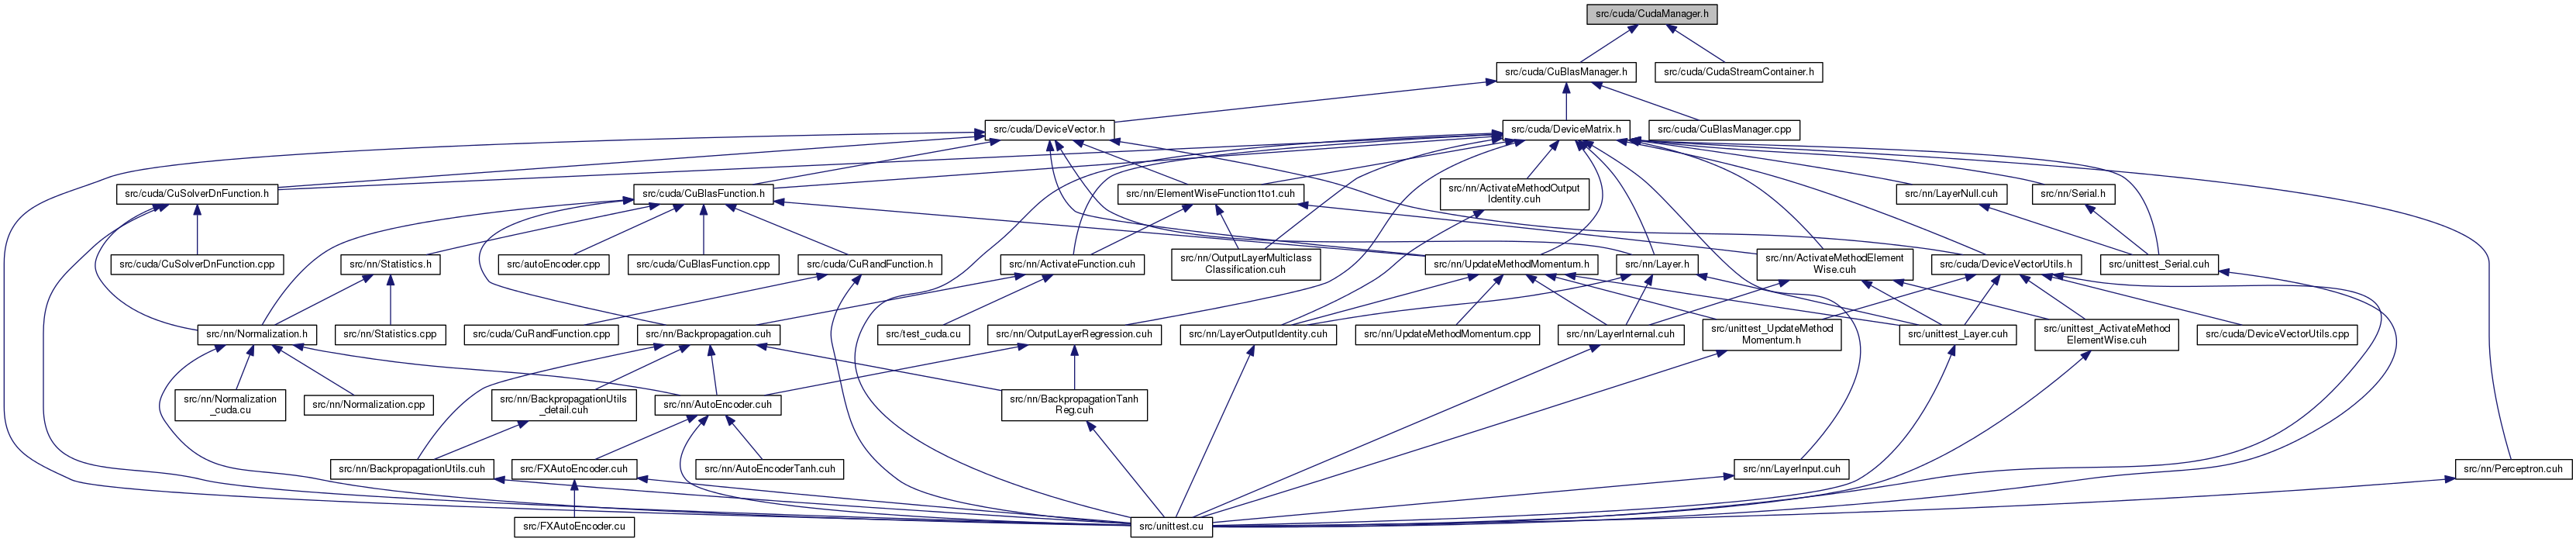 src/cuda/CudaManager.h
src/cuda/CuBlasManager.h
src/cuda/CudaStreamContainer.h
src/cuda/DeviceVector.h
src/cuda/DeviceMatrix.h
src/cuda/CuBlasManager.cpp
src/cuda/CuSolverDnFunction.h
src/cuda/CuBlasFunction.h
src/nn/ElementWiseFunction1to1.cuh
src/nn/ActivateMethodOutput
Identity.cuh
src/nn/LayerNull.cuh
src/nn/Serial.h
src/cuda/CuSolverDnFunction.cpp
src/nn/Statistics.h
src/autoEncoder.cpp
src/cuda/CuBlasFunction.cpp
src/cuda/CuRandFunction.h
src/nn/ActivateFunction.cuh
src/nn/OutputLayerMulticlass
Classification.cuh
src/nn/UpdateMethodMomentum.h
src/nn/Layer.h
src/nn/ActivateMethodElement
Wise.cuh
src/cuda/DeviceVectorUtils.h
src/unittest_Serial.cuh
src/nn/Normalization.h
src/nn/Statistics.cpp
src/cuda/CuRandFunction.cpp
src/nn/Backpropagation.cuh
src/test_cuda.cu
src/nn/OutputLayerRegression.cuh
src/nn/LayerOutputIdentity.cuh
src/nn/UpdateMethodMomentum.cpp
src/nn/LayerInternal.cuh
src/unittest_UpdateMethod
Momentum.h
src/unittest_Layer.cuh
src/unittest_ActivateMethod
ElementWise.cuh
src/cuda/DeviceVectorUtils.cpp
src/nn/Normalization
_cuda.cu
src/nn/Normalization.cpp
src/nn/BackpropagationUtils
_detail.cuh
src/nn/AutoEncoder.cuh
src/nn/BackpropagationTanh
Reg.cuh
src/nn/BackpropagationUtils.cuh
src/FXAutoEncoder.cuh
src/nn/AutoEncoderTanh.cuh
src/nn/LayerInput.cuh
src/nn/Perceptron.cuh
src/FXAutoEncoder.cu
src/unittest.cu